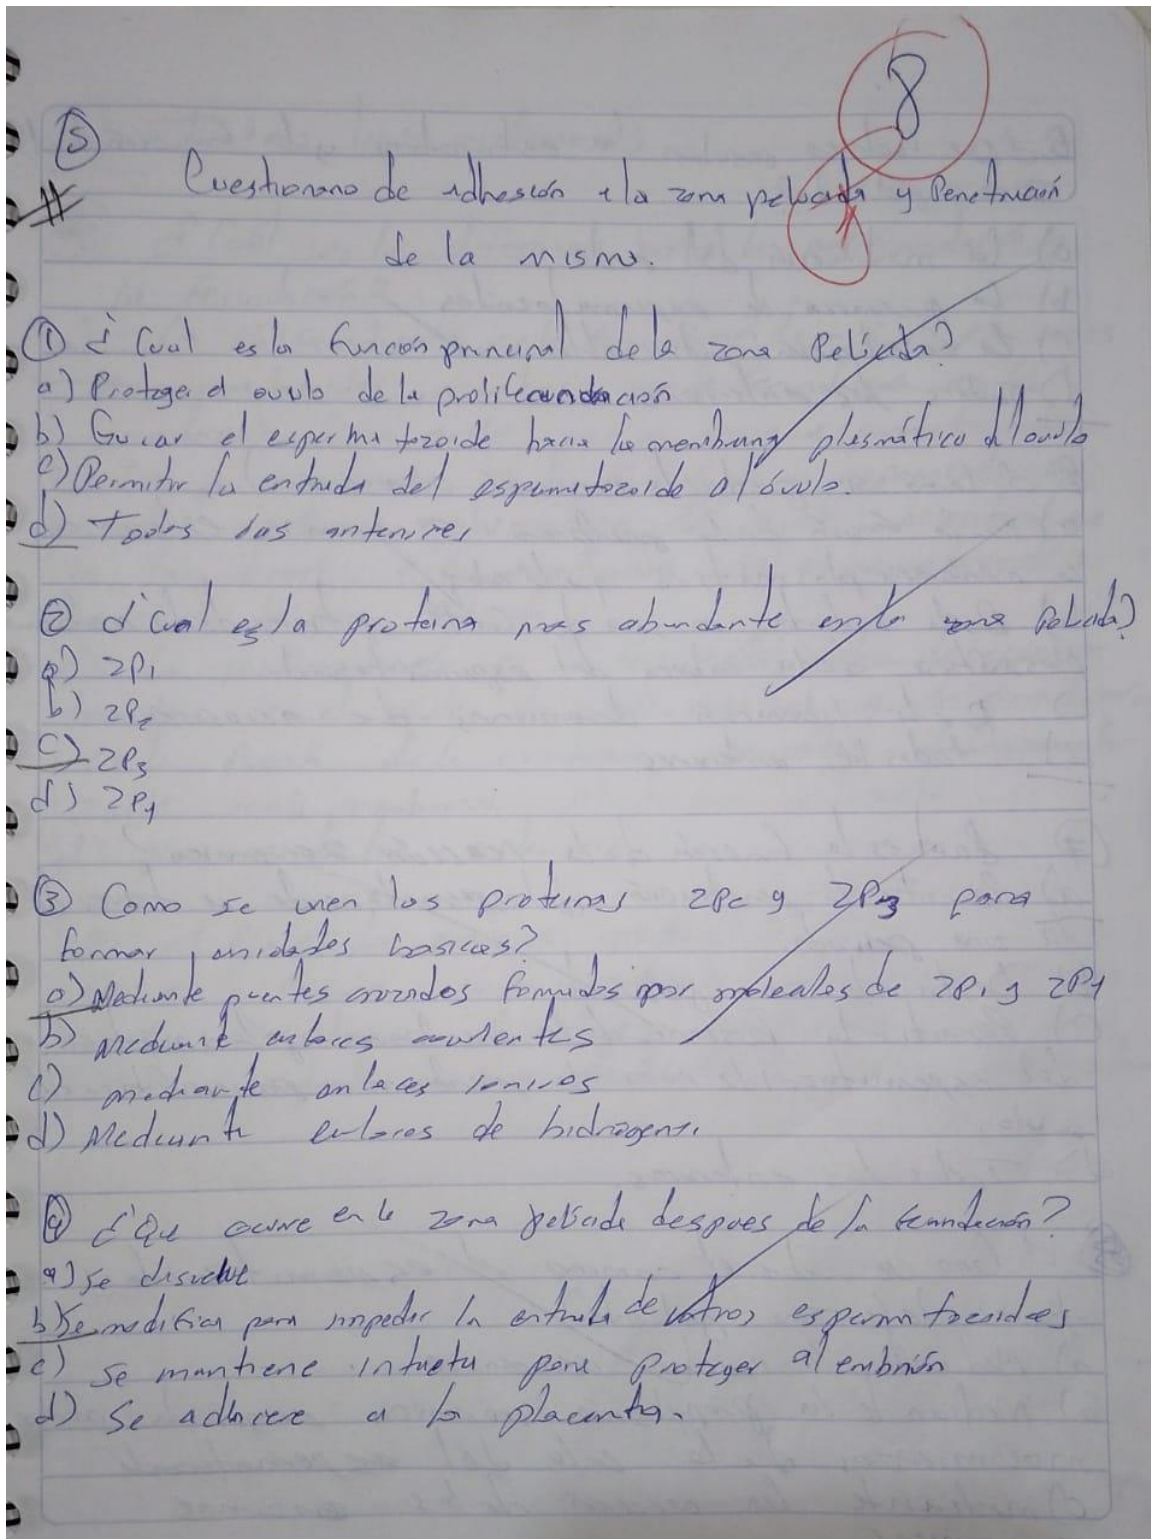 8
5
Cuestionario de adhesión a la zona pelucida y Penetración
de la misma.
① ¿Cual es la función principal de la zona Pelúcida?
a) Proteger el ovulo de la
b) Guiar el espermatozoide hacia la membrana plasmática del ovulo
c) Permitir la entrada del espermatozoide al óvulo.
d) Todas las anteriores
② ¿Cual es la proteina mas abundante en la zona Pelucida?
a) ZP1
b) ZP2
c) ZP3
d) ZP4
③ Como se unen las proteinas y ZP3 para
formar unidades basicas?
a) Mediante puentes cruzados formados por moleculas de ZP1 y ZP4
b) Mediante enlaces covalentes
c) mediante enlaces ionicos
d) Mediante enlaces de hidrogeno.
④ ¿Que ocurre en la zona pelucida despues de la fecundación?
a) Se disuelve
b) Se modifica para impedir la entrada de otros espermatozoides
c) Se mantiene intacta para Proteger al embrión
d) Se adhiere a la placenta.